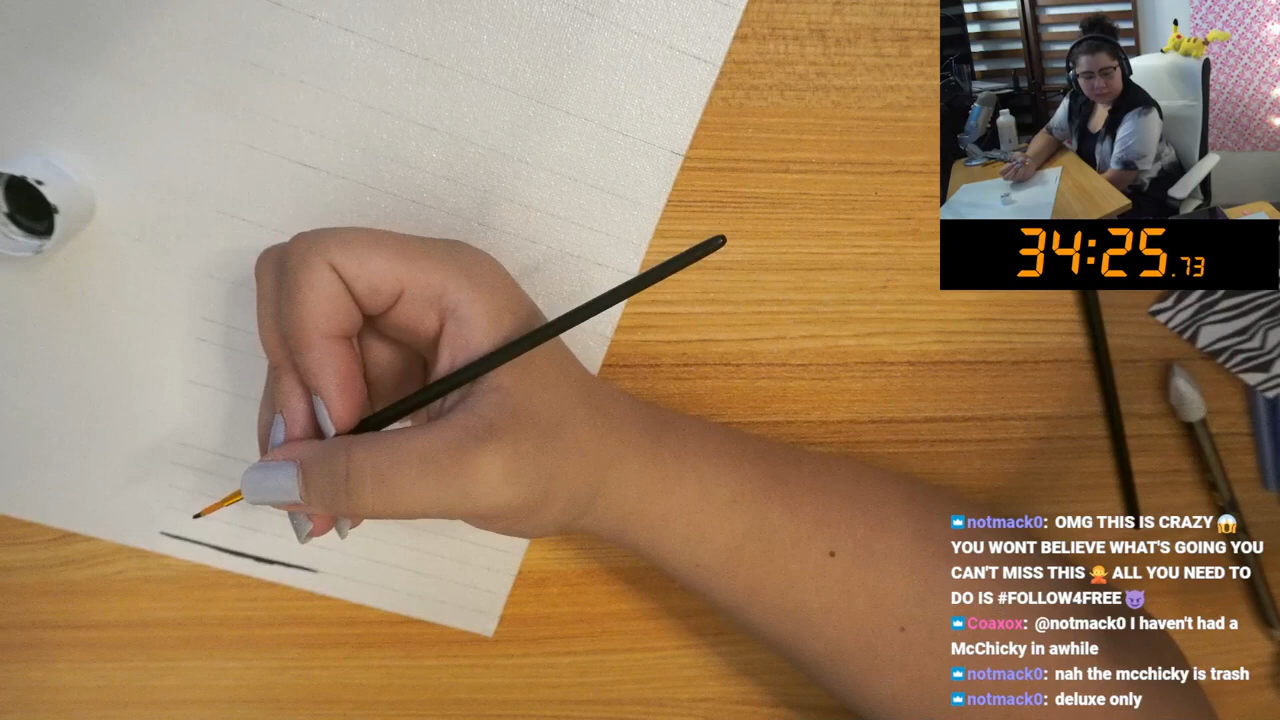 34:25.73
notmack0: OMG THIS IS CRAZY 😱
YOU WONT BELIEVE WHAT'S GOING YOU
CAN'T MISS THIS 🙅 ALL YOU NEED TO
DO IS #FOLLOW4FREE 😈
Coaxox: @notmack0 I haven't had a
McChicky in awhile
notmack0: nah the mcchicky is trash
notmack0: deluxe only